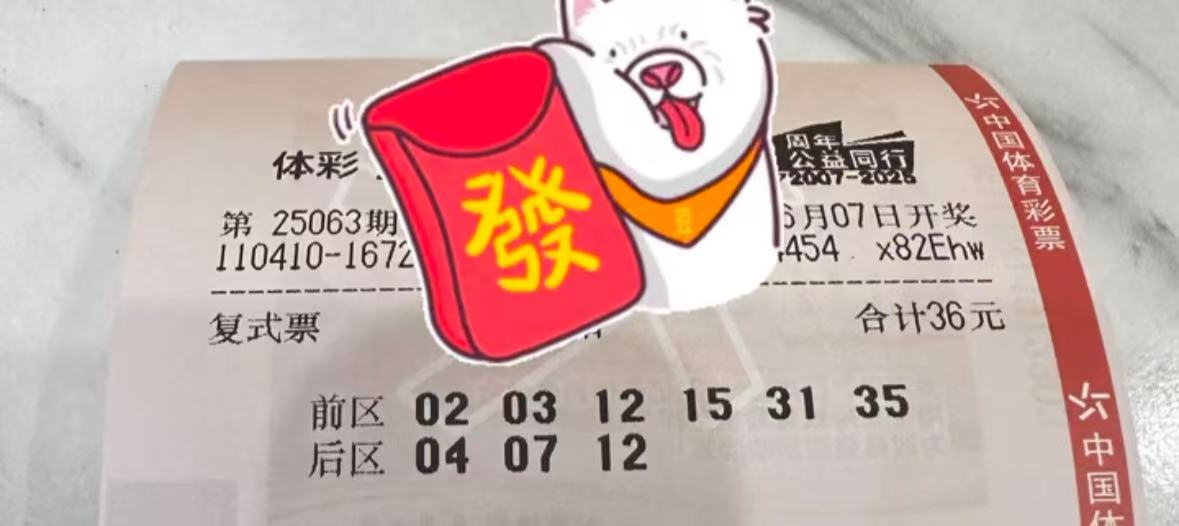 体彩
發
周年
公益同行
2007-2025
第 25063期
6月07日开奖
110410-1672
454 x82Ehw
复式票
合计36元
前区 02 03 12 15 31 35
后区 04 07 12
中国体育彩票
中国体